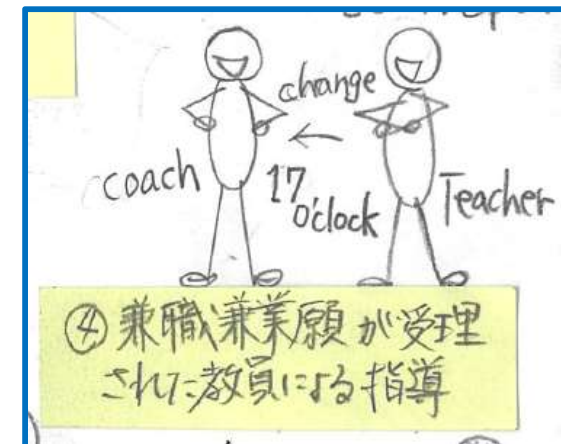 change
←
coach
17
o'clock
Teacher
④兼職兼業願が受理
された教員による指導